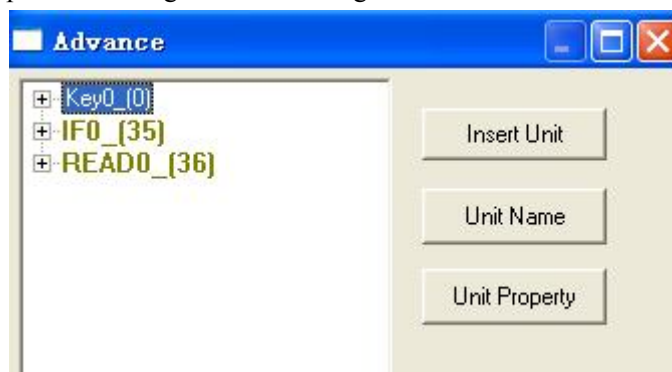 Advance
Key0_(0)
IF0_(35)
READ0_(36)
Insert Unit
Unit Name
Unit Property